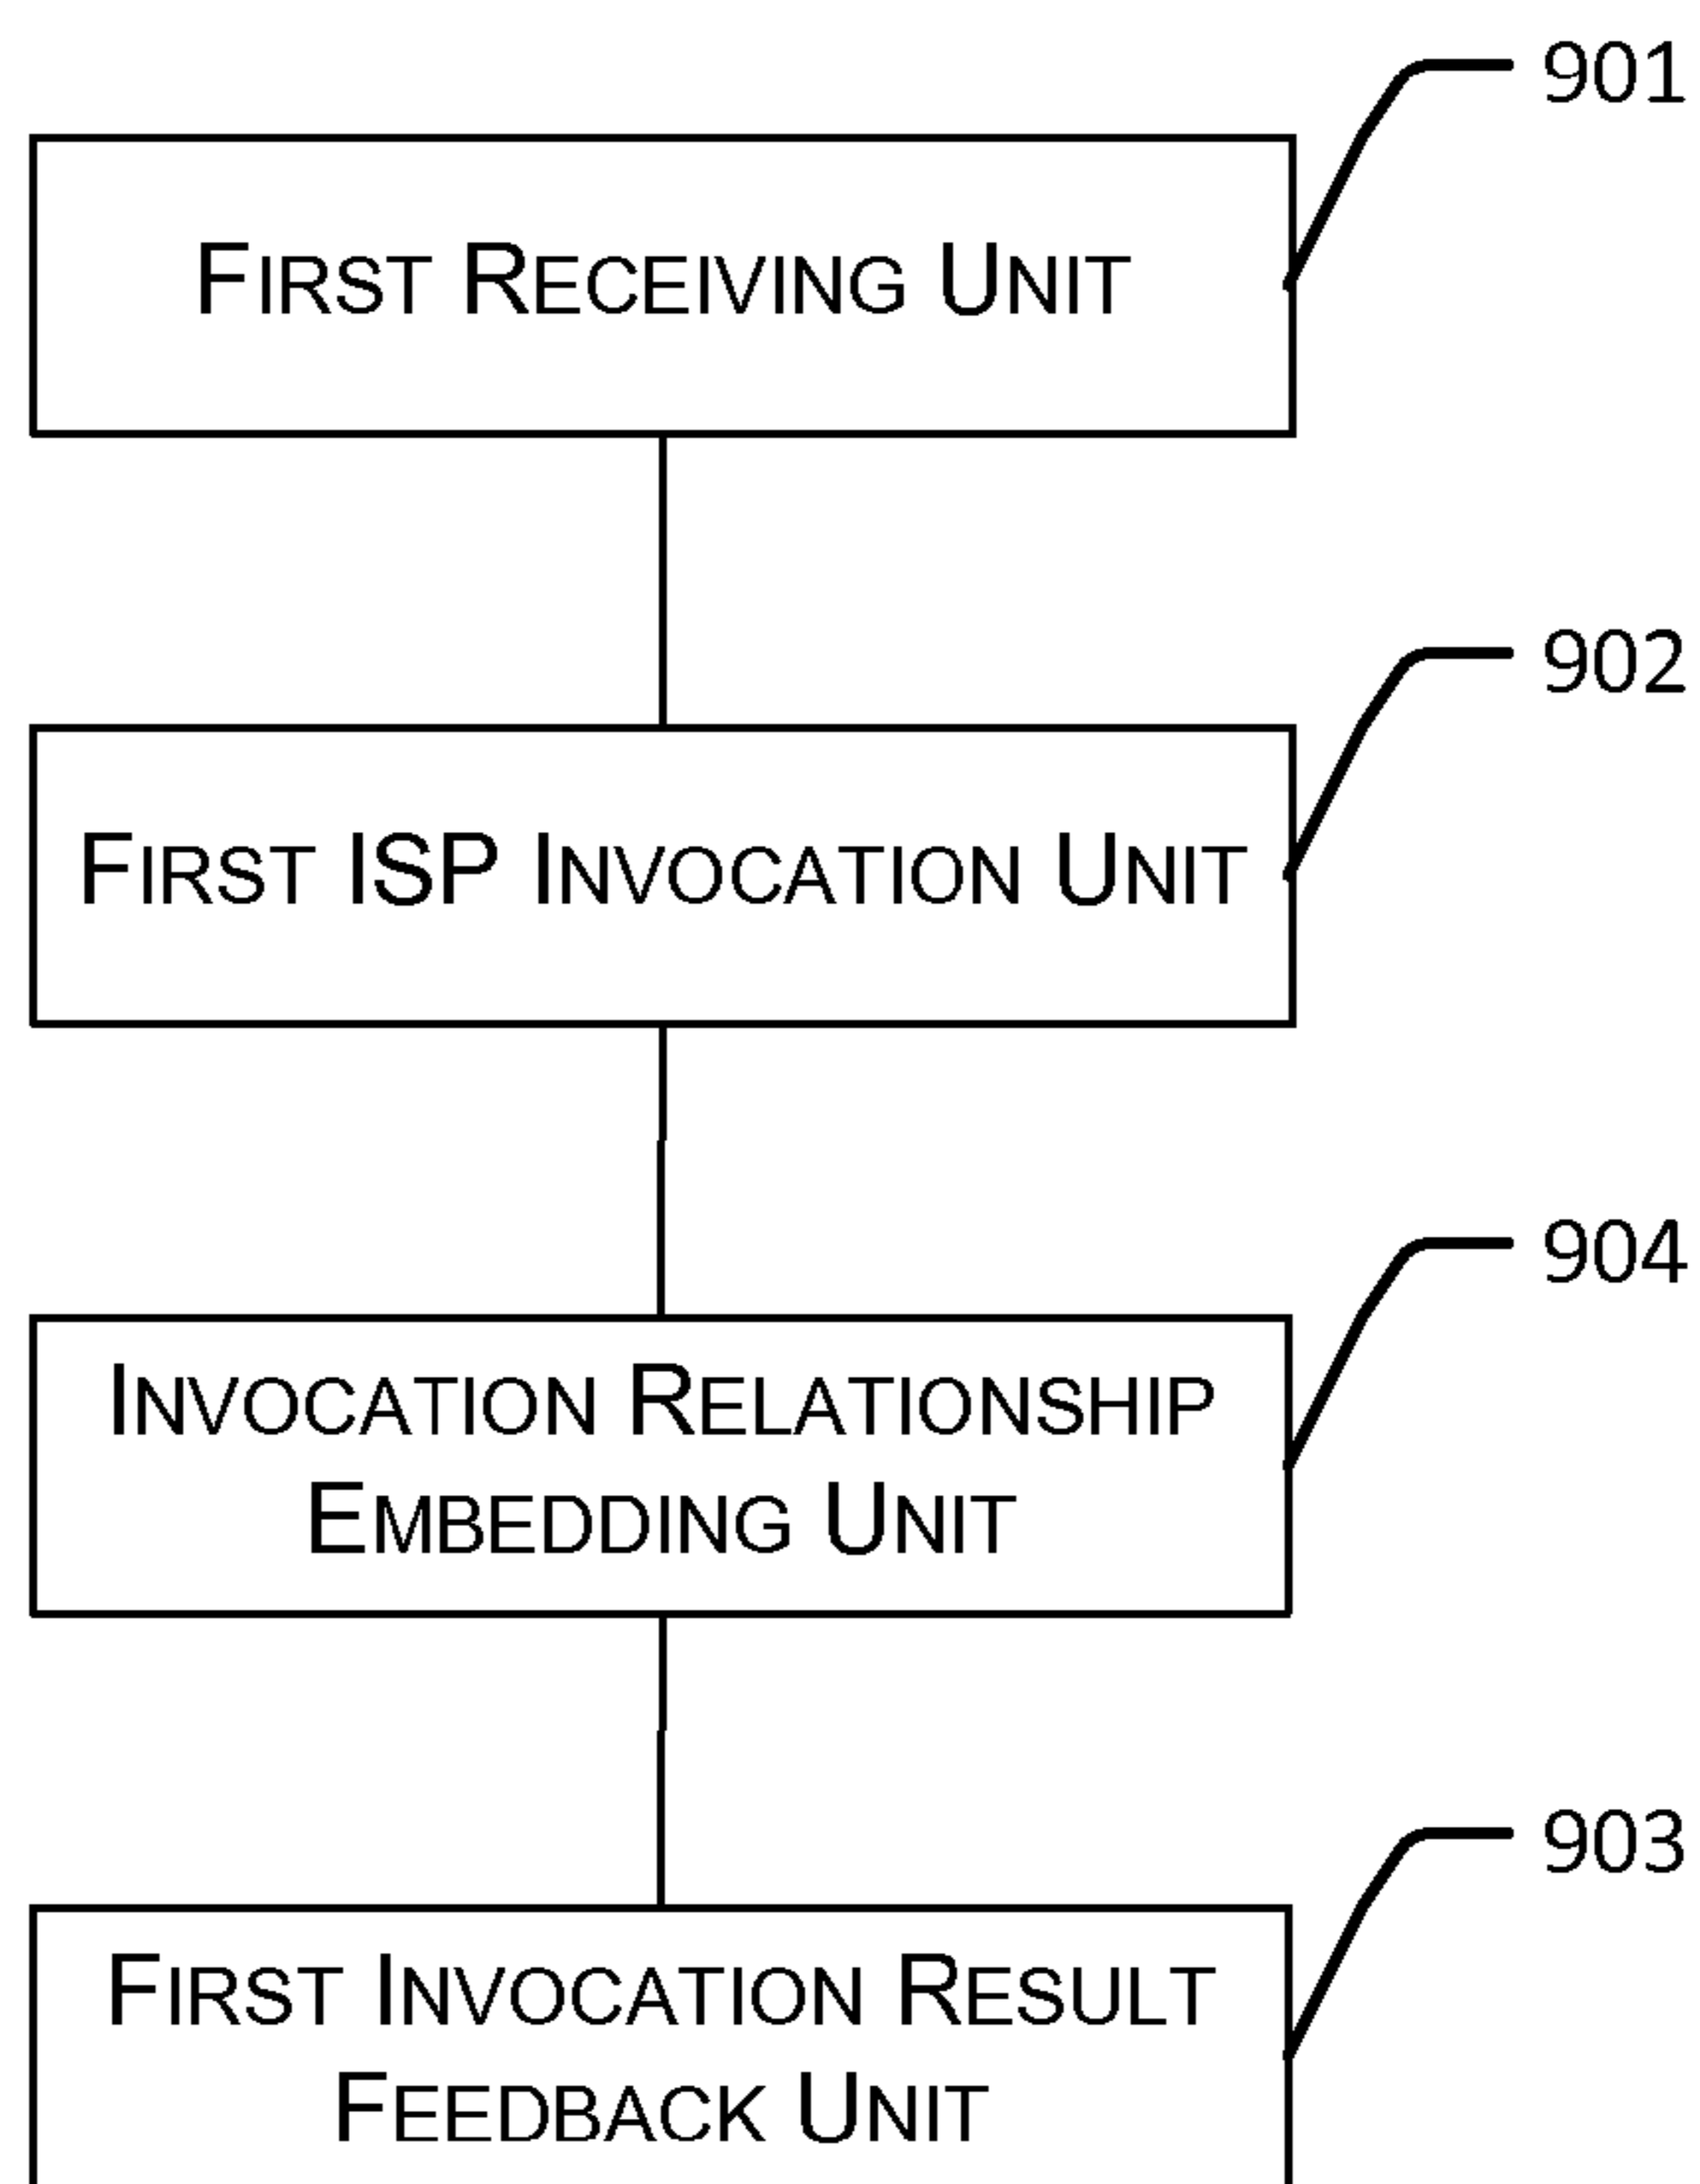 901
FIRST RECEIVING UNIT
902
FIRST ISP INVOCATION UNIT
904
INVOCATION RELATIONSHIP
EMBEDDING UNIT
903
FIRST INVOCATION RESULT
FEEDBACK UNIT